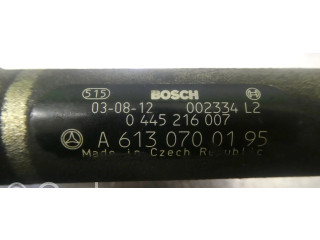 515 BOSCH
03-08-12 002334 L2
0 445 216 007
A 613 070 01 95
Made in Czech Republic